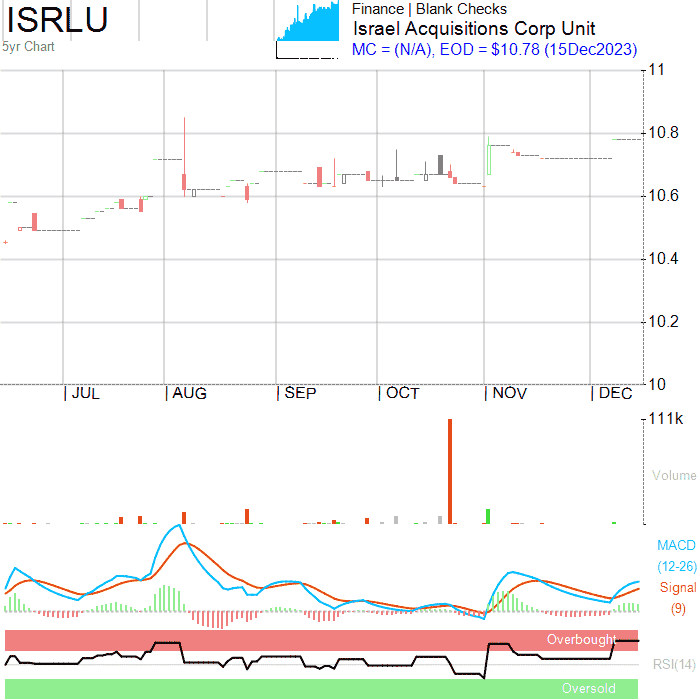 ISRLU
5yr Chart
Finance | Blank Checks
Israel Acquisitions Corp Unit
MC = (N/A), EOD = $10.78 (15Dec2023)
11
10.8
10.6
10.4
10.2
10
| JUL | AUG | SEP | OCT | NOV | DEC
111k
Volume
MACD
(12-26)
Signal
(9)
Overbought
RSI(14)
Oversold